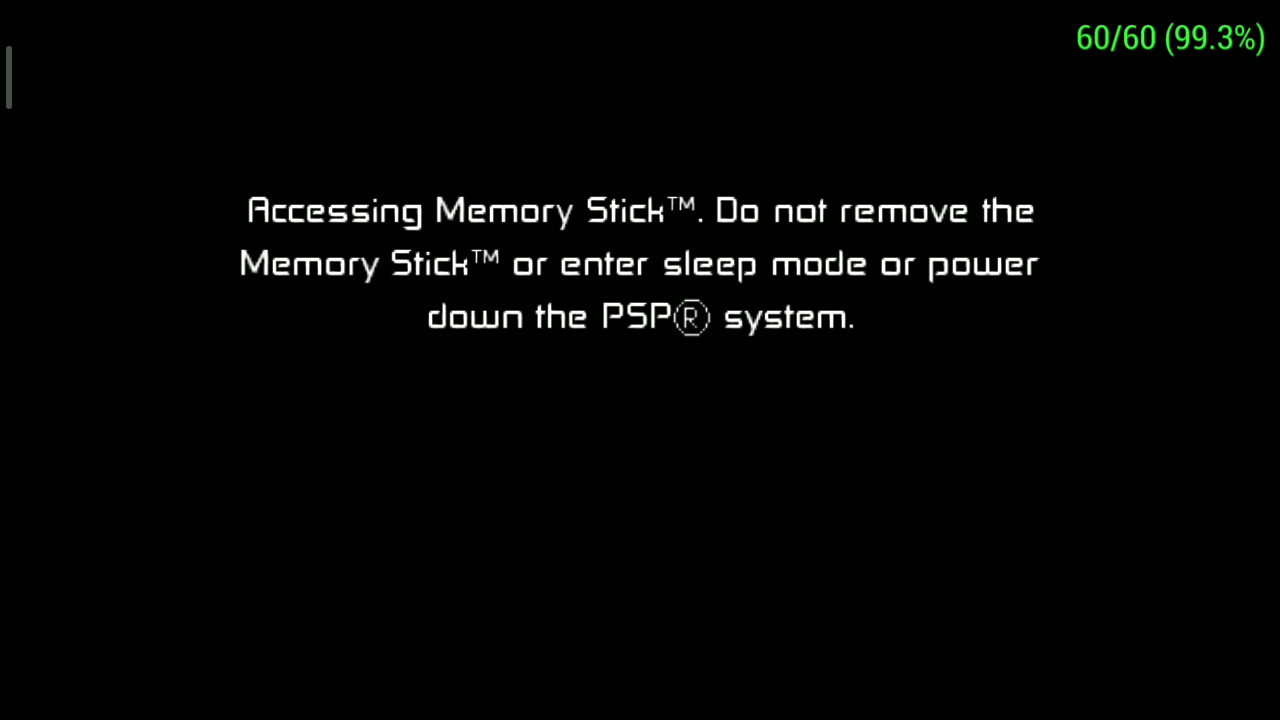 60/60 (99.3%)
Accessing Memory Stick™. Do not remove the
Memory Stick™ or enter sleep mode or power
down the PSP® system.